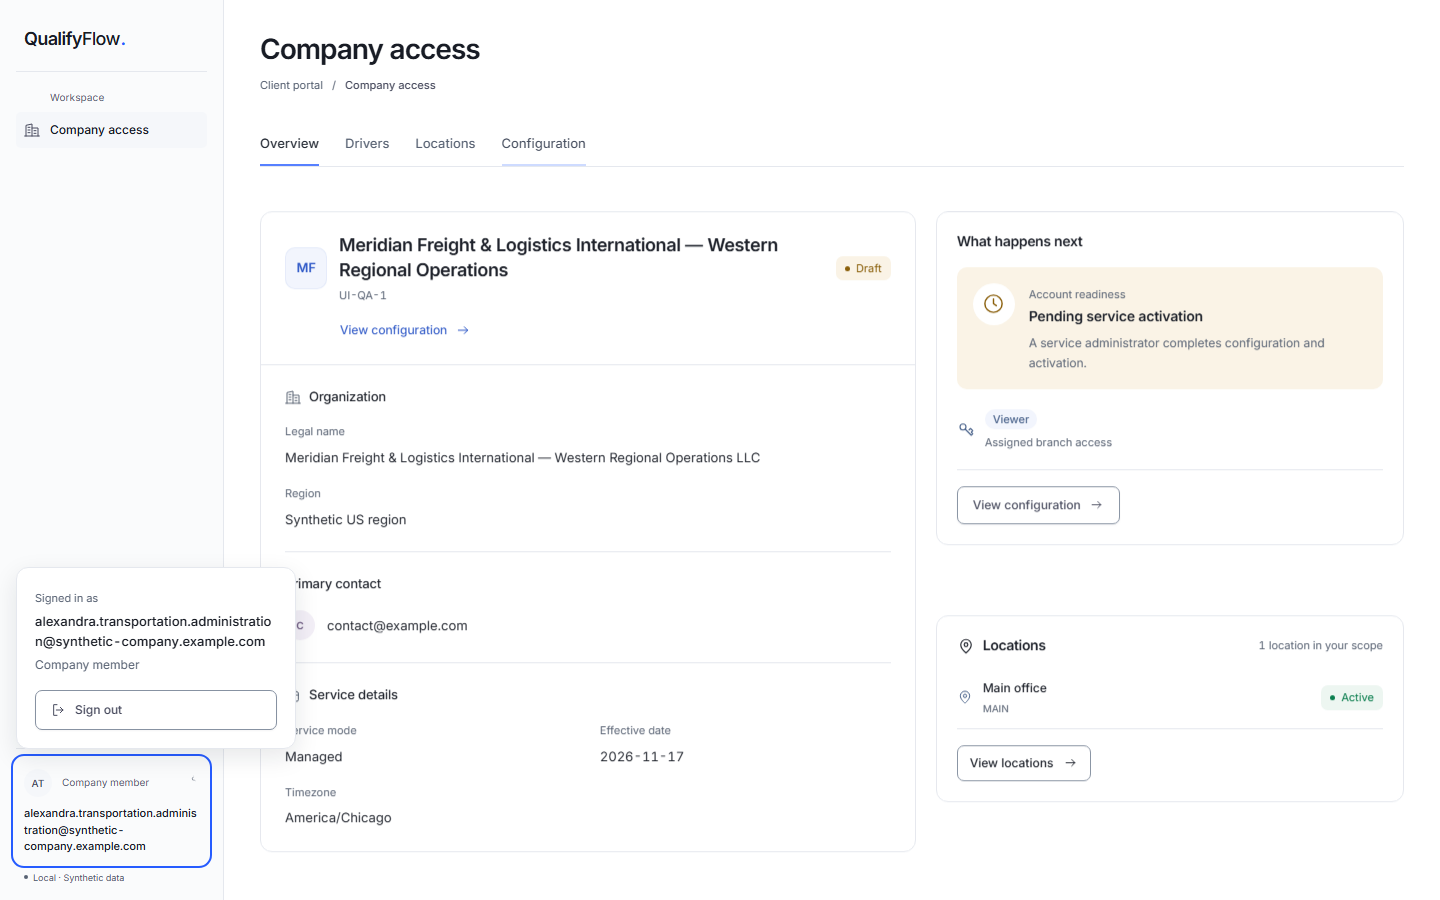 QualifyFlow.
Workspace
Company access
Company access
Client portal / Company access
Overview Drivers Locations Configuration
MF
Meridian Freight & Logistics International — Western
Regional Operations
UI-QA-1
Draft
View configuration →
Organization
Legal name
Meridian Freight & Logistics International — Western Regional Operations LLC
Region
Synthetic US region
rimary contact
C
contact@example.com
Service details
ervice mode
Managed
Effective date
2026-11-17
Timezone
America/Chicago
What happens next
Account readiness
Pending service activation
A service administrator completes configuration and
activation.
Viewer
Assigned branch access
View configuration →
Locations
1 location in your scope
Main office
MAIN
Active
View locations →
Signed in as
alexandra.transportation.administratio
n@synthetic-company.example.com
Company member
Sign out
AT
Company member
alexandra.transportation.adminis
tration@synthetic-
company.example.com
Local · Synthetic data